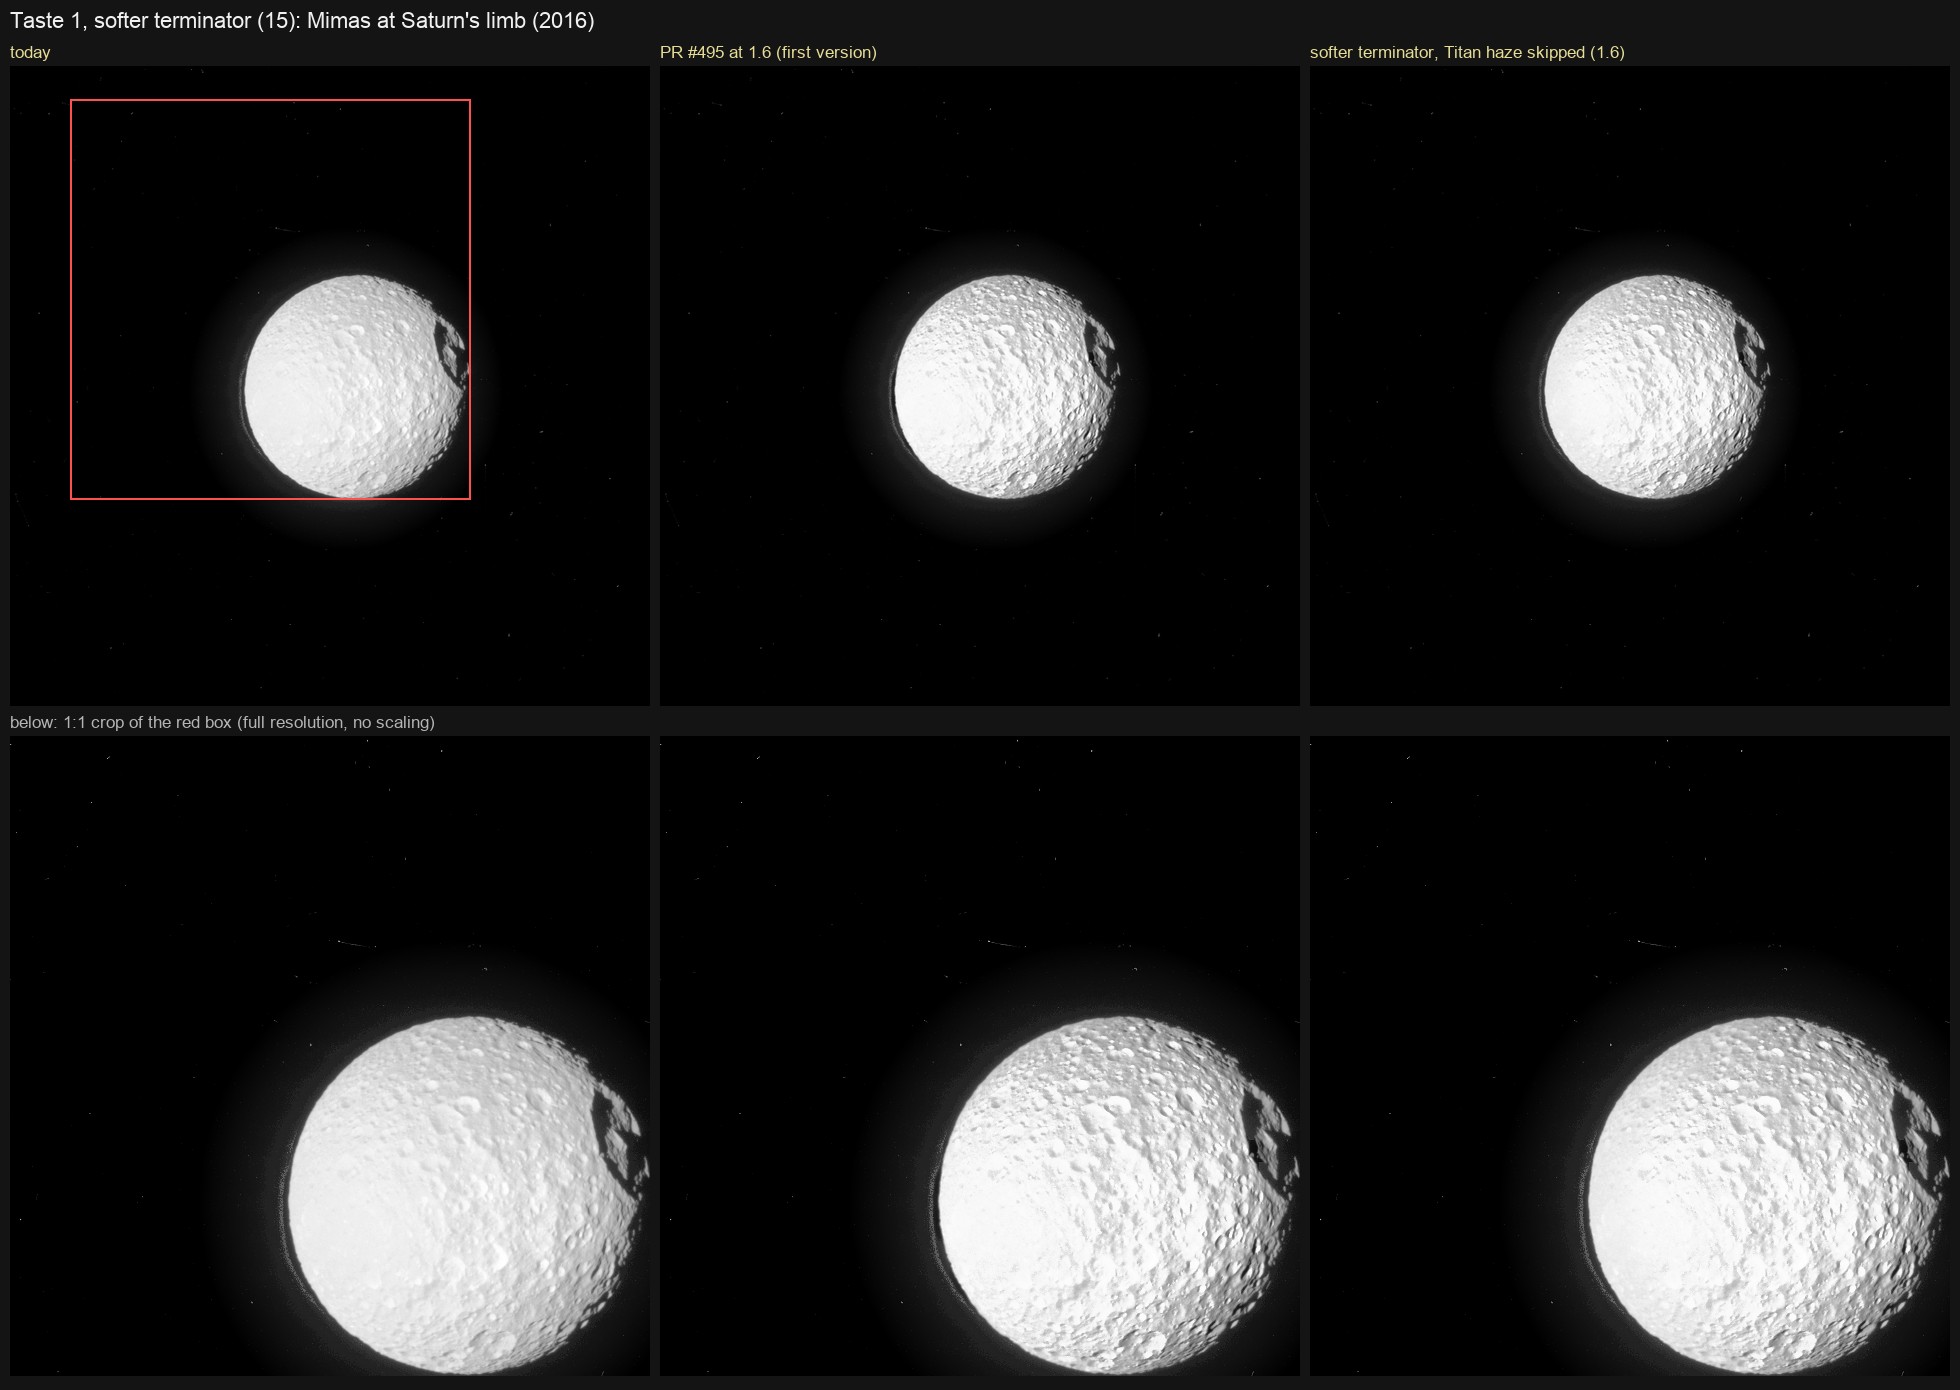 Taste 1, softer terminator (15): Mimas at Saturn's limb (2016)
today
PR #495 at 1.6 (first version)
softer terminator, Titan haze skipped (1.6)
below: 1:1 crop of the red box (full resolution, no scaling)